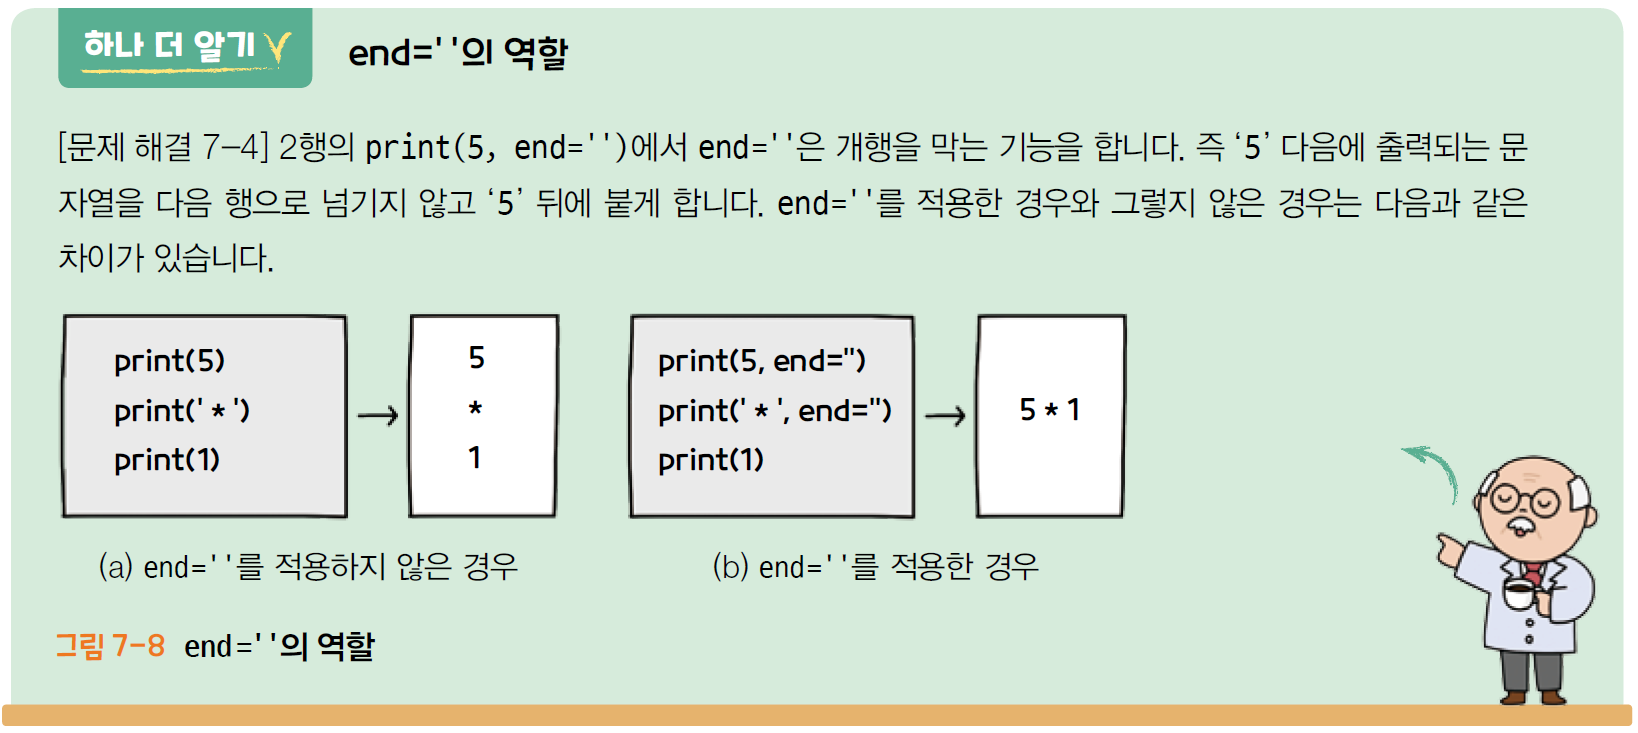 하나 더 알기
end=' '의 역할
[문제 해결 7-4] 2행의 print(5, end='')에서 end=''은 개행을 막는 기능을 합니다. 즉 ‘5’ 다음에 출력되는 문
자열을 다음 행으로 넘기지 않고 ‘5’ 뒤에 붙게 합니다. end=' '를 적용한 경우와 그렇지 않은 경우는 다음과 같은
차이가 있습니다.
print(5)
print(' * ')
print(1)
5
*
1
print(5, end='')
print(' * ', end='')
print(1)
5 * 1
(a) end=' '를 적용하지 않은 경우
(b) end=' '를 적용한 경우
그림 7-8 end=' '의 역할